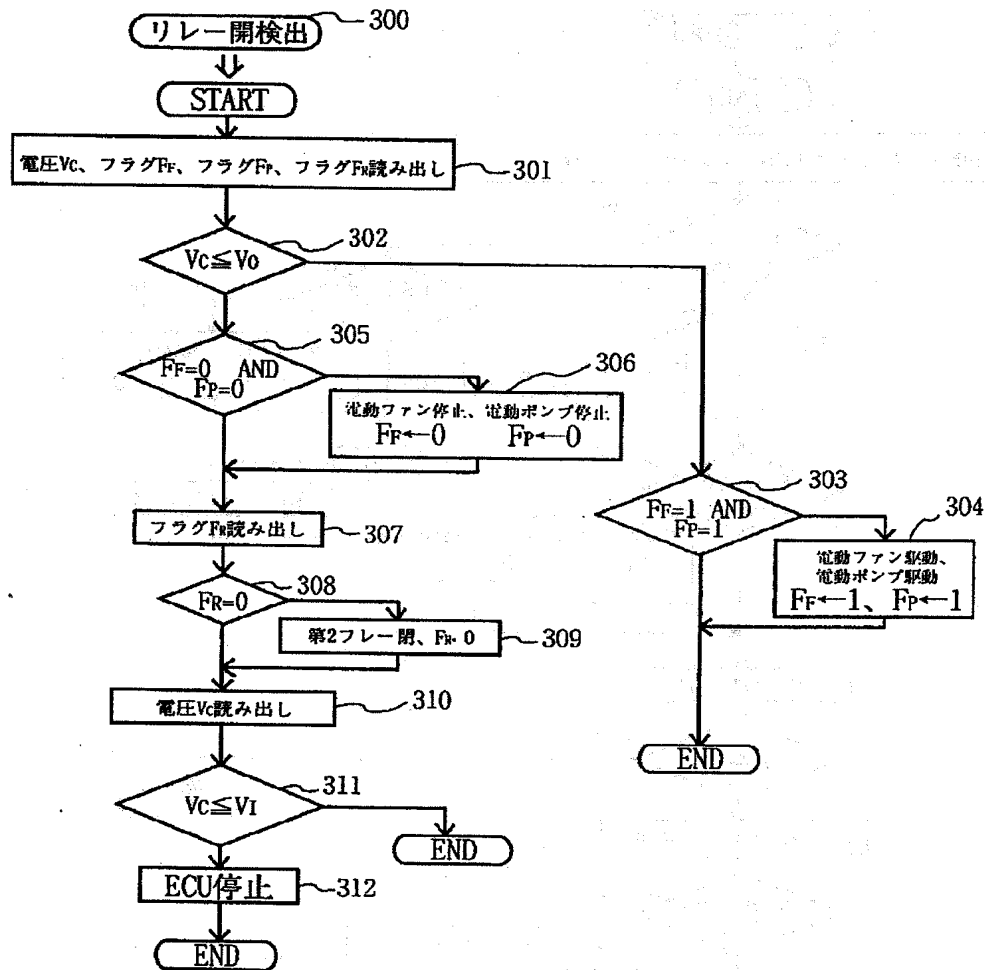 リレー開検出
300
START
電圧Vc、フラグFF、フラグFP、フラグFR読み出し
301
302
Vc≦V0
305
FF=0 AND
FP=0
306
電動ファン停止、電動ポンプ停止
FF←0 FP←0
303
FF=1 AND
FP=1
304
電動ファン駆動、
電動ポンプ駆動
FF←1、FP←1
フラグFR読み出し
307
308
FR=0
第2フレー閉、FR· 0
309
電圧Vc読み出し
310
END
311
Vc≦VI
END
ECU停止
312
END